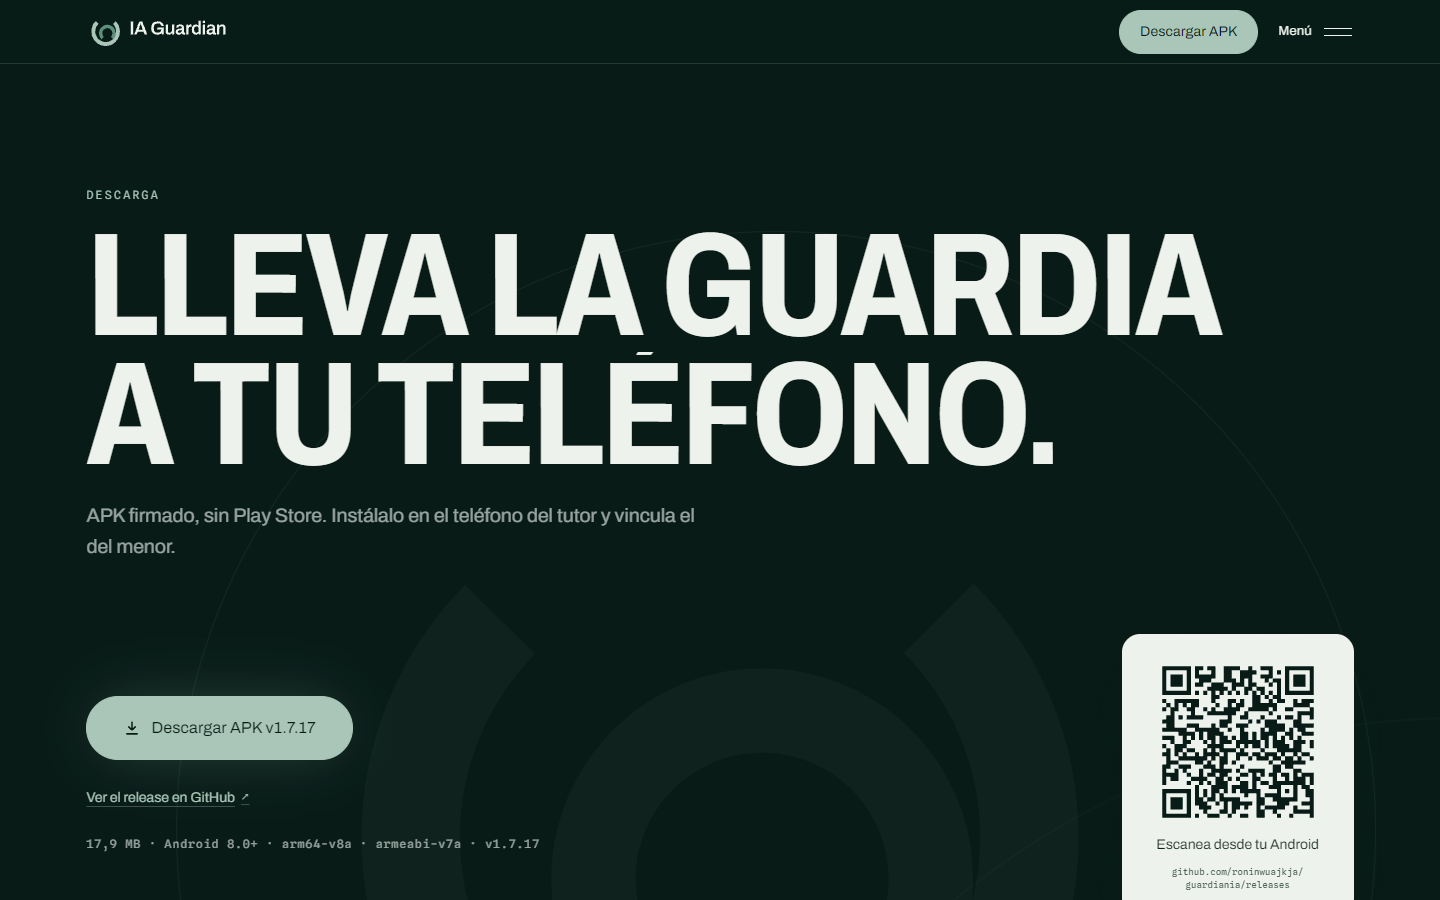 IA Guardian
Descargar APK
Menú
DESCARGA
LLEVA LA GUARDIA
A TU TELÉFONO.
APK firmado, sin Play Store. Instálalo en el teléfono del tutor y vincula el
del menor.
Descargar APK v1.7.17
Ver el release en GitHub ↗
17,9 MB · Android 8.0+ · arm64-v8a · armeabi-v7a · v1.7.17
Escanea desde tu Android
github.com/roninwuajkja/
guardiania/releases